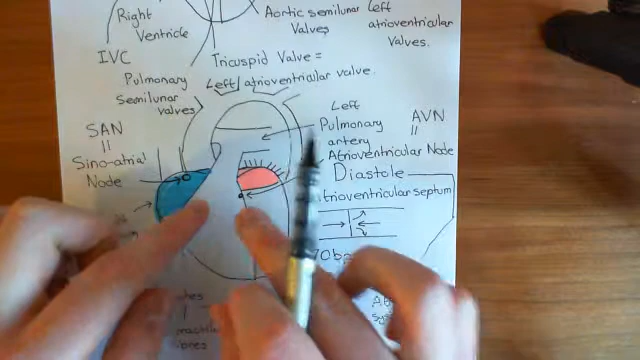 Right
Ventricle
Aortic semilunar
Valves
Left
atrioventricular
Valves.
IVC
Tricuspid Valve =
Left/atrioventricular valve.
Pulmonary
Semilunar
valves
Left
Pulmonary
artery
AVN
=
Atrioventricular Node
SAN
=
Sino-atrial
Node
Diastole
trioventricular septum